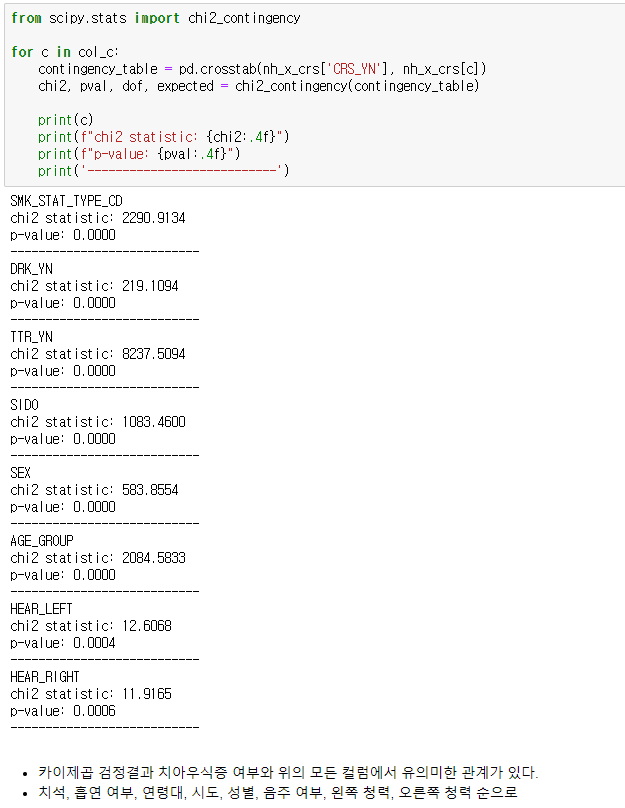 from scipy.stats import chi2_contingency
for c in col_c:
contingency_table = pd.crosstab(nh_x_crs['CRS_YN'], nh_x_crs[c])
chi2, pval, dof, expected = chi2_contingency(contingency_table)
print(c)
print(f"chi2 statistic: {chi2:.4f}")
print(f"p-value: {pval:.4f}")
print('---------------------------')
SMK_STAT_TYPE_CD
chi2 statistic: 2290.9134
p-value: 0.0000
---------------------------
DRK_YN
chi2 statistic: 219.1094
p-value: 0.0000
---------------------------
TTR_YN
chi2 statistic: 8237.5094
p-value: 0.0000
---------------------------
SIDO
chi2 statistic: 1083.4600
p-value: 0.0000
---------------------------
SEX
chi2 statistic: 583.8554
p-value: 0.0000
---------------------------
AGE_GROUP
chi2 statistic: 2084.5833
p-value: 0.0000
---------------------------
HEAR_LEFT
chi2 statistic: 12.6068
p-value: 0.0004
---------------------------
HEAR_RIGHT
chi2 statistic: 11.9165
p-value: 0.0006
---------------------------
• 카이제곱 검정결과 치아우식증 여부와 위의 모든 컬럼에서 유의미한 관계가 있다.
• 치석, 흡연 여부, 연령대, 시도, 성별, 음주 여부, 왼쪽 청력, 오른쪽 청력 순으로